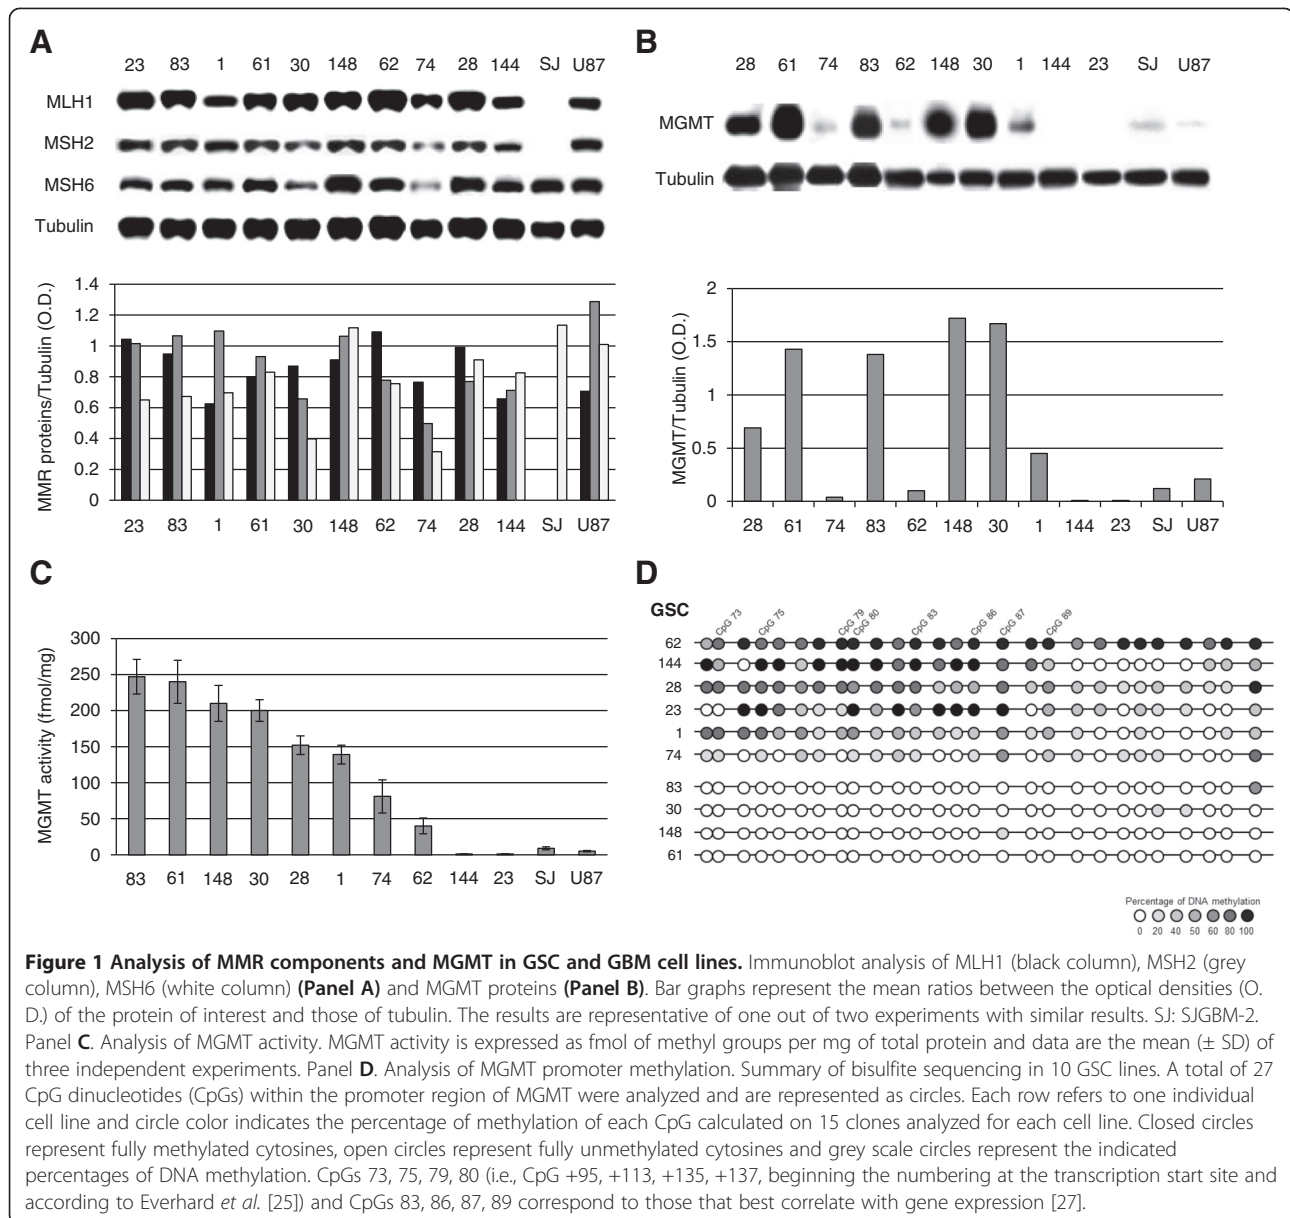 A
23 83 1 61 30 148 62 74 28 144 SJ U87
MLH1
MSH2
MSH6
Tubulin
MMR proteins/Tubulin (O.D.)
1.4
1.2
1
0.8
0.6
0.4
0.2
0
23 83 1 61 30 148 62 74 28 144 SJ U87
B
28 61 74 83 62 148 30 1 144 23 SJ U87
MGMT
Tubulin
MGMT/Tubulin (O.D.)
2
1.5
1
0.5
0
28 61 74 83 62 148 30 1 144 23 SJ U87
C
MGMT activity (fmol/mg)
300
250
200
150
100
50
0
83 61 148 30 28 1 74 62 144 23 SJ U87
D
GSC
CpG 73 CpG 75 CpG 79 CpG 80 CpG 83 CpG 86 CpG 87 CpG 89
62
144
28
23
1
74
83
30
148
61
Percentage of DNA methylation
0 20 40 50 60 80 100
Figure 1 Analysis of MMR components and MGMT in GSC and GBM cell lines. Immunoblot analysis of MLH1 (black column), MSH2 (grey
column), MSH6 (white column) (Panel A) and MGMT proteins (Panel B). Bar graphs represent the mean ratios between the optical densities (O.
D.) of the protein of interest and those of tubulin. The results are representative of one out of two experiments with similar results. SJ: SJGBM-2.
Panel C. Analysis of MGMT activity. MGMT activity is expressed as fmol of methyl groups per mg of total protein and data are the mean (± SD) of
three independent experiments. Panel D. Analysis of MGMT promoter methylation. Summary of bisulfite sequencing in 10 GSC lines. A total of 27
CpG dinucleotides (CpGs) within the promoter region of MGMT were analyzed and are represented as circles. Each row refers to one individual
cell line and circle color indicates the percentage of methylation of each CpG calculated on 15 clones analyzed for each cell line. Closed circles
represent fully methylated cytosines, open circles represent fully unmethylated cytosines and grey scale circles represent the indicated
percentages of DNA methylation. CpGs 73, 75, 79, 80 (i.e., CpG +95, +113, +135, +137, beginning the numbering at the transcription start site and
according to Everhard et al. [25]) and CpGs 83, 86, 87, 89 correspond to those that best correlate with gene expression [27].